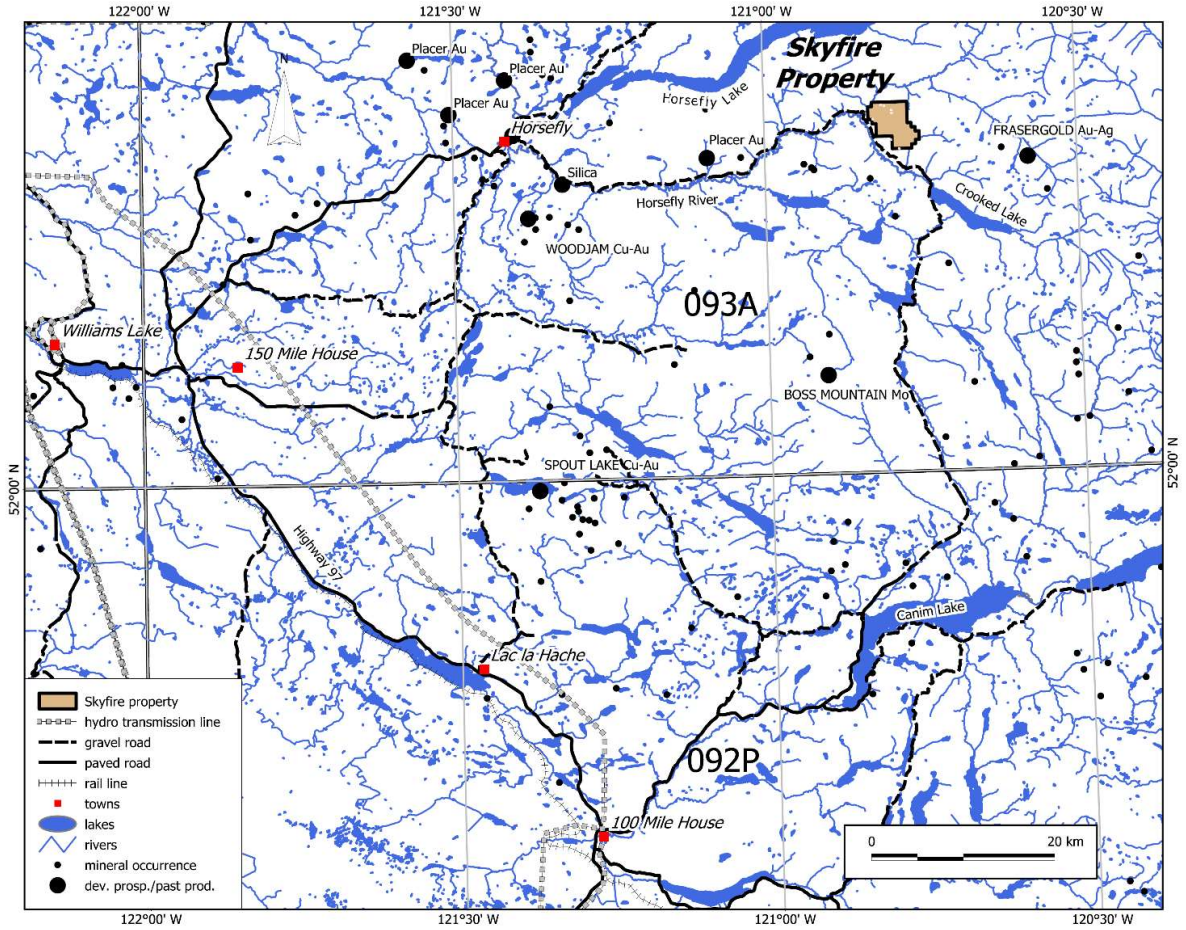 122°00' W
121°30' W
121°00' W
120°30' W
Placer Au
Placer Au
Placer Au
N
Horsefly
Horsefly Lake
Skyfire
Property
Placer Au
FRASERGOLD Au-Ag
Silica
Horsefly River
Crooked Lake
WOODJAM Cu-Au
093A
Williams Lake
150 Mile House
BOSS MOUNTAIN Mo
SPOUT LAKE Cu-Au
52°00' N
52°00' N
Highway 97
Canim Lake
Lac la Hache
092P
100 Mile House
Skyfire property
hydro transmission line
gravel road
paved road
rail line
towns
lakes
rivers
mineral occurrence
dev. prosp./past prod.
0 20 km
122°00' W
121°30' W
121°00' W
120°30' W